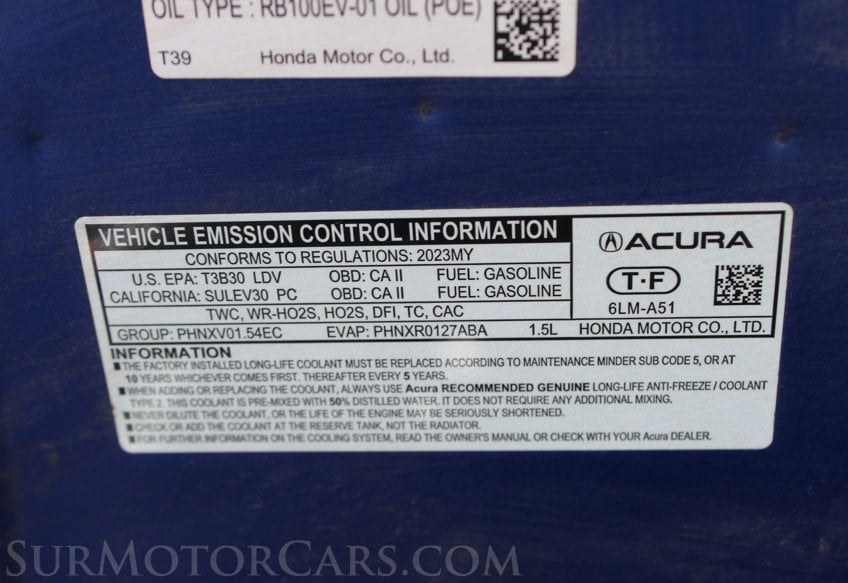 OIL TYPE : RB100EV-01 OIL (POE)
T39 Honda Motor Co., Ltd.
VEHICLE EMISSION CONTROL INFORMATION
CONFORMS TO REGULATIONS: 2023MY
U.S. EPA: T3B30 LDV OBD: CA II FUEL: GASOLINE
CALIFORNIA: SULEV30 PC OBD: CA II FUEL: GASOLINE
TWC, WR-HO2S, HO2S, DFI, TC, CAC
GROUP: PHNXV01.54EC EVAP: PHNXR0127ABA 1.5L
ACURA
T·F
6LM-A51
HONDA MOTOR CO., LTD.
INFORMATION
■THE FACTORY INSTALLED LONG-LIFE COOLANT MUST BE REPLACED ACCORDING TO MAINTENANCE MINDER SUB CODE 5, OR AT
10 YEARS WHICHEVER COMES FIRST. THEREAFTER EVERY 5 YEARS.
■WHEN ADDING OR REPLACING THE COOLANT, ALWAYS USE Acura RECOMMENDED GENUINE LONG-LIFE ANTI-FREEZE / COOLANT
TYPE 2. THIS COOLANT IS PRE-MIXED WITH 50% DISTILLED WATER. IT DOES NOT REQUIRE ANY ADDITIONAL MIXING.
■NEVER DILUTE THE COOLANT, OR THE LIFE OF THE ENGINE MAY BE SERIOUSLY SHORTENED.
■CHECK OR ADD THE COOLANT AT THE RESERVE TANK, NOT THE RADIATOR.
■FOR FURTHER INFORMATION ON THE COOLING SYSTEM, READ THE OWNER'S MANUAL OR CHECK WITH YOUR Acura DEALER.
SURMOTORCARS.COM